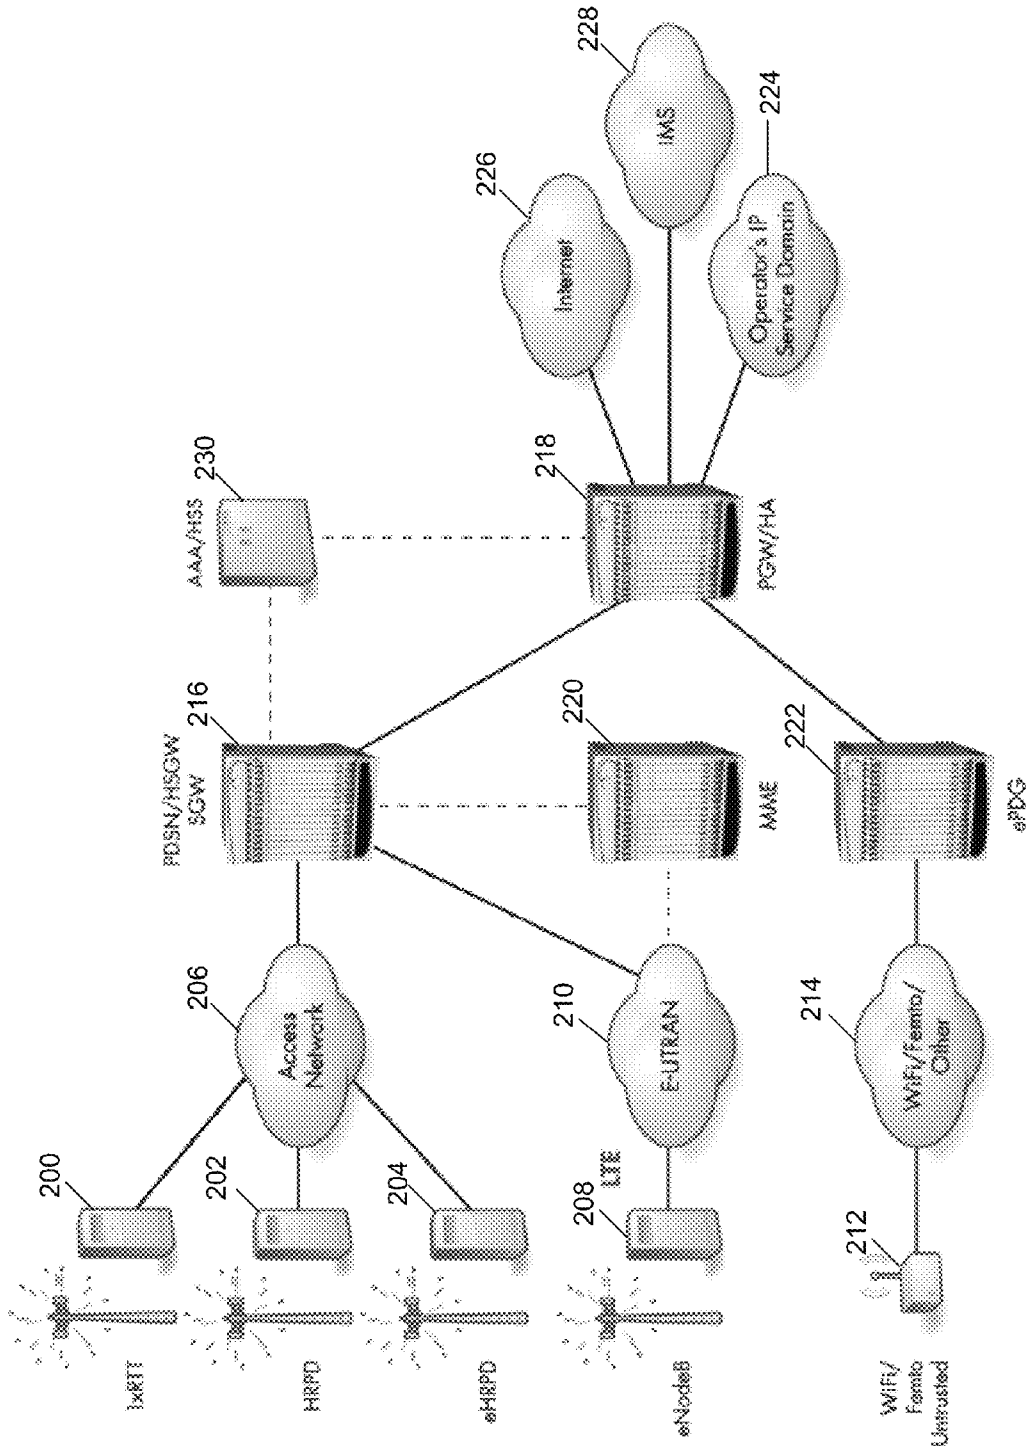 1xRTT
200
HRPD
202
eHRPD
204
Access
Network
206
eNodeB
208
LTE
E-UTRAN
210
WiFi/
Femto
Untrusted
212
WiFi/Femto/
Other
214
PDSN/HSGW
SGW
216
MME
220
ePDG
222
AAA/HSS
230
PGW/HA
218
Internet
226
IMS
228
Operator's IP
Service Domain
224